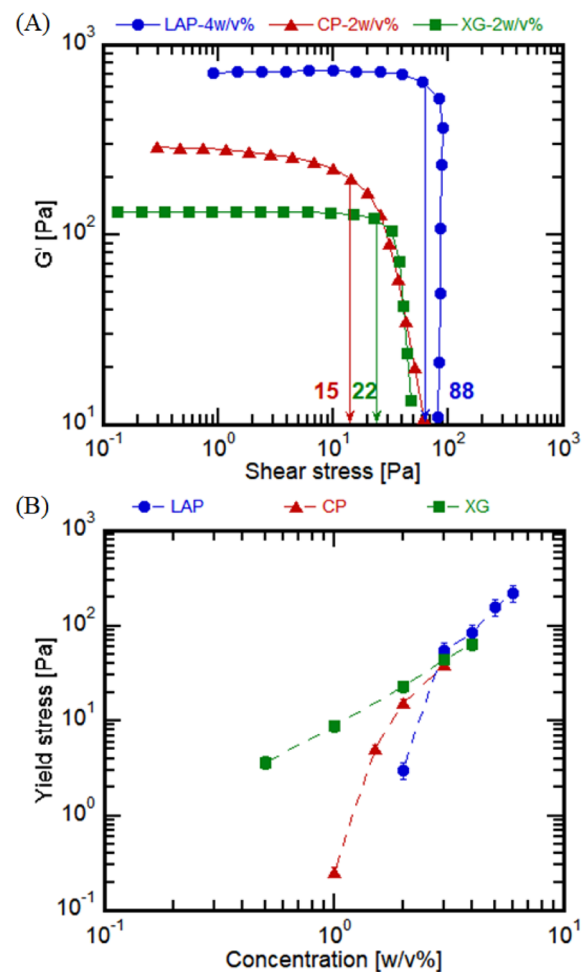 (A)
LAP-4w/v% CP-2w/v% XG-2w/v%
10³
10²
10¹
G' [Pa]
15 22 88
10⁻¹ 10⁰ 10¹ 10² 10³
Shear stress [Pa]
(B)
LAP CP XG
10³
10²
10¹
10⁰
10⁻¹
Yield stress [Pa]
10⁻¹ 10⁰ 10¹
Concentration [w/v%]